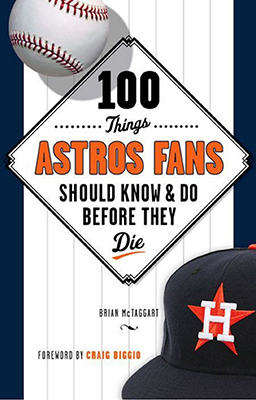 100
Things
ASTROS FANS
SHOULD KNOW & DO
BEFORE THEY
Die
BRIAN McTAGGART
FOREWORD BY CRAIG BIGGIO
H